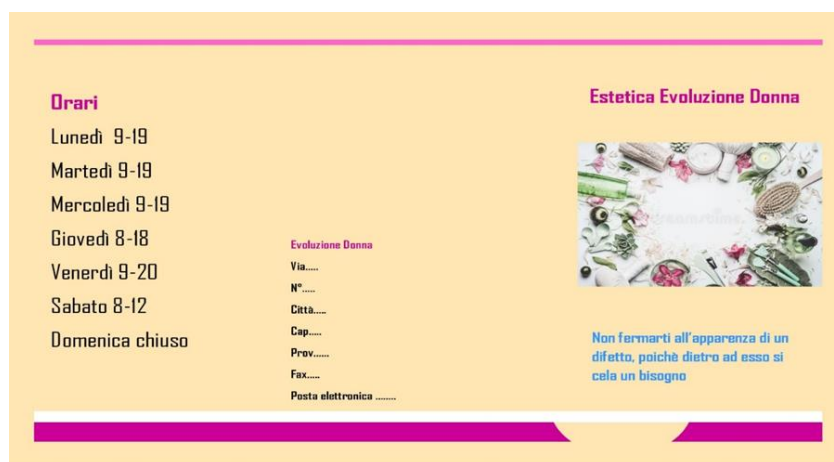 Orari
Lunedì 9-19
Martedì 9-19
Mercoledì 9-19
Giovedì 8-18
Venerdì 9-20
Sabato 8-12
Domenica chiuso
Evoluzione Donna
Via.....
N°.....
Città.....
Cap.....
Prov......
Fax.....
Posta elettronica ........
Estetica Evoluzione Donna
dreamstime
Non fermarti all'apparenza di un
difetto, poichè dietro ad esso si
cela un bisogno